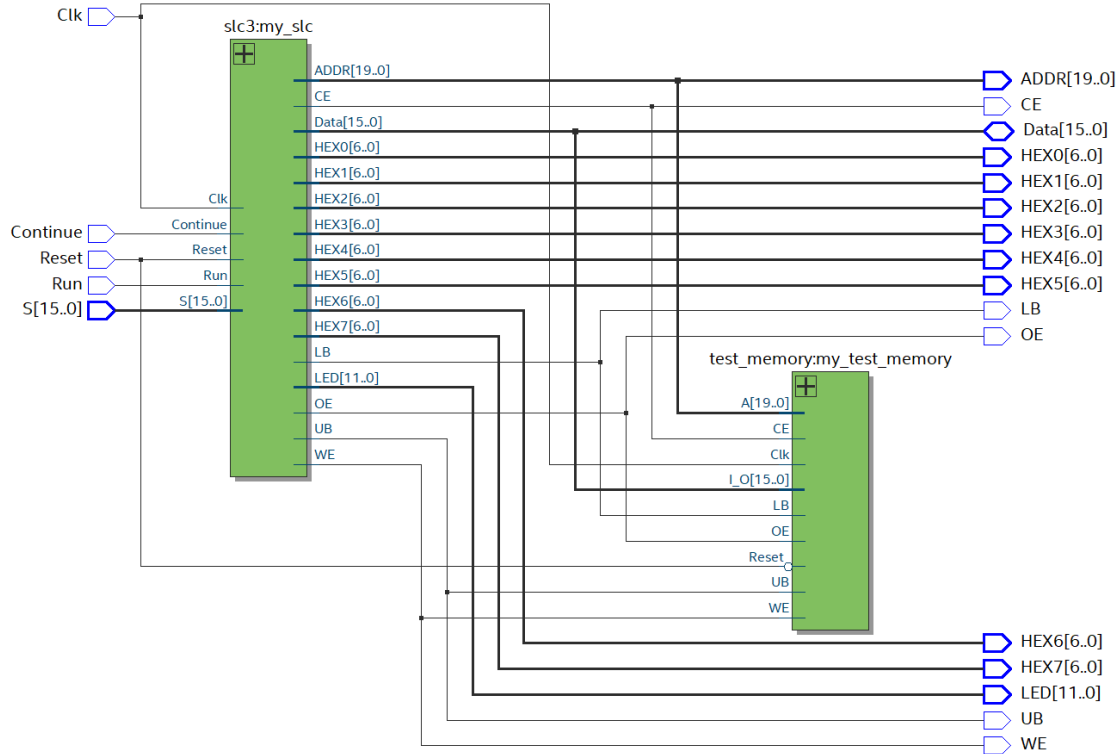 Clk
slc3:my_slc
ADDR[19..0]
CE
Data[15..0]
HEX0[6..0]
HEX1[6..0]
HEX2[6..0]
HEX3[6..0]
HEX4[6..0]
HEX5[6..0]
HEX6[6..0]
HEX7[6..0]
LB
LED[11..0]
OE
UB
WE
Clk
Continue
Reset
Run
S[15..0]
Continue
Reset
Run
S[15..0]
test_memory:my_test_memory
A[19..0]
CE
Clk
I_O[15..0]
LB
OE
Reset
UB
WE
ADDR[19..0]
CE
Data[15..0]
HEX0[6..0]
HEX1[6..0]
HEX2[6..0]
HEX3[6..0]
HEX4[6..0]
HEX5[6..0]
LB
OE
HEX6[6..0]
HEX7[6..0]
LED[11..0]
UB
WE